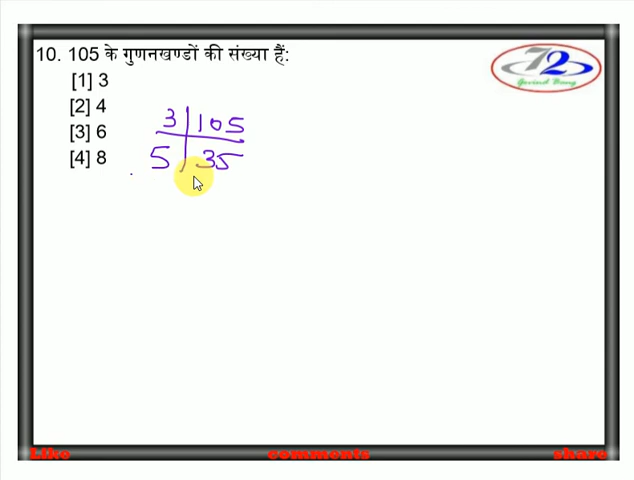 10. 105 के गुणनखण्डों की संख्या हैं:
[1] 3
[2] 4
[3] 6
[4] 8
3 105
5 35
72
Govind
Like comments share